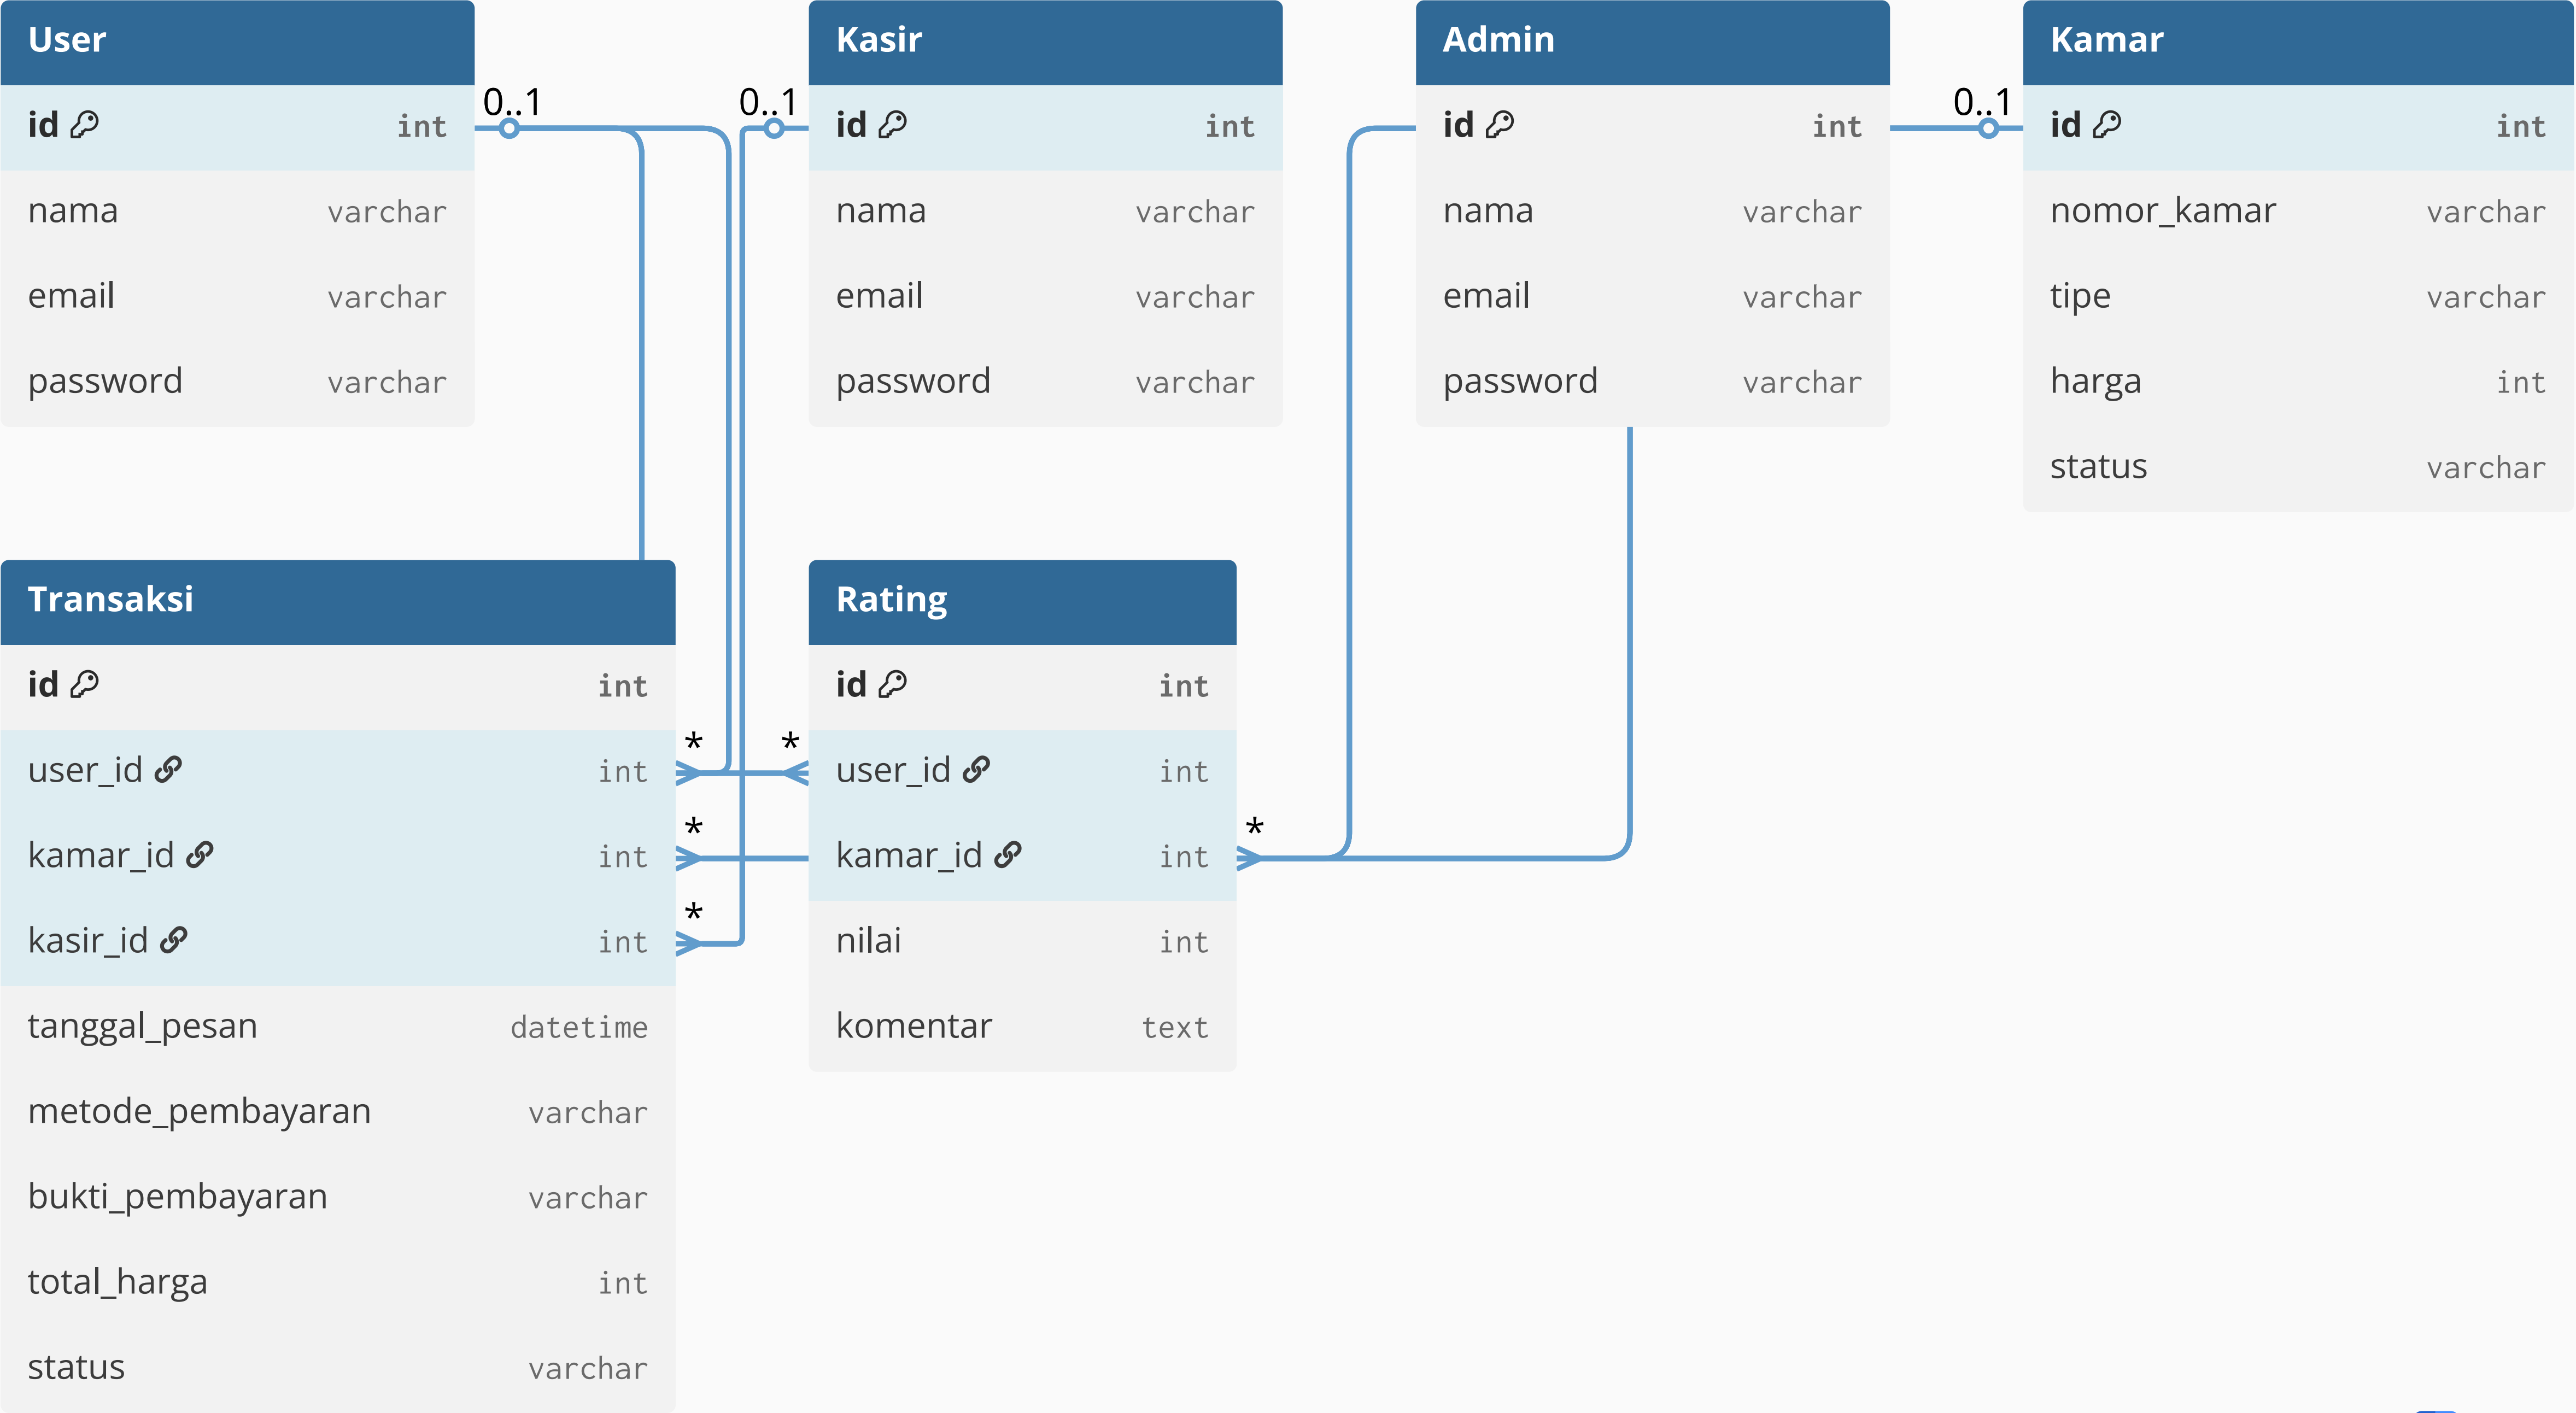 User
id int
nama varchar
email varchar
password varchar
0..1
0..1
Kasir
id int
nama varchar
email varchar
password varchar
Admin
id int
nama varchar
email varchar
password varchar
0..1
Kamar
id int
nomor_kamar varchar
tipe varchar
harga int
status varchar
Transaksi
id int
user_id int
kamar_id int
kasir_id int
tanggal_pesan datetime
metode_pembayaran varchar
bukti_pembayaran varchar
total_harga int
status varchar
* *
*
*
Rating
id int
user_id int
kamar_id int
nilai int
komentar text
*